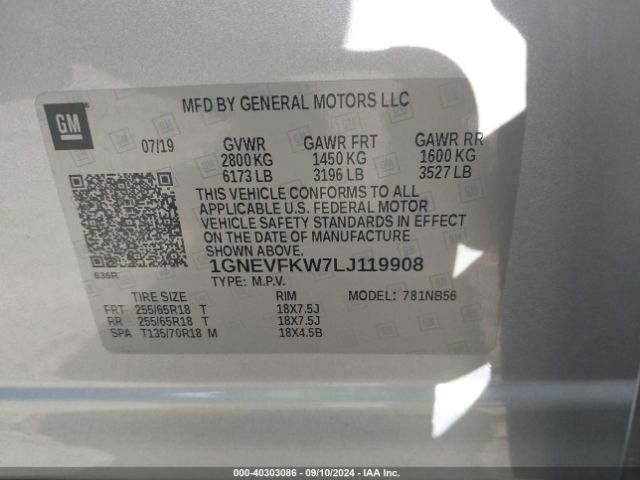 GM
MFD BY GENERAL MOTORS LLC
07/19 GVWR GAWR FRT GAWR RR
2800 KG 1450 KG 1600 KG
6173 LB 3196 LB 3527 LB
THIS VEHICLE CONFORMS TO ALL
APPLICABLE U.S. FEDERAL MOTOR
VEHICLE SAFETY STANDARDS IN EFFECT
ON THE DATE OF MANUFACTURE
SHOWN ABOVE.
636R
1GNEVFKW7LJ119908
TYPE: M.P.V.
TIRE SIZE RIM MODEL: 781NB56
FRT 255/65R18 T 18X7.5J
RR 255/65R18 T 18X7.5J
SPA T135/70R18 M 18X4.5B
000-40303086 - 09/10/2024 - IAA Inc.